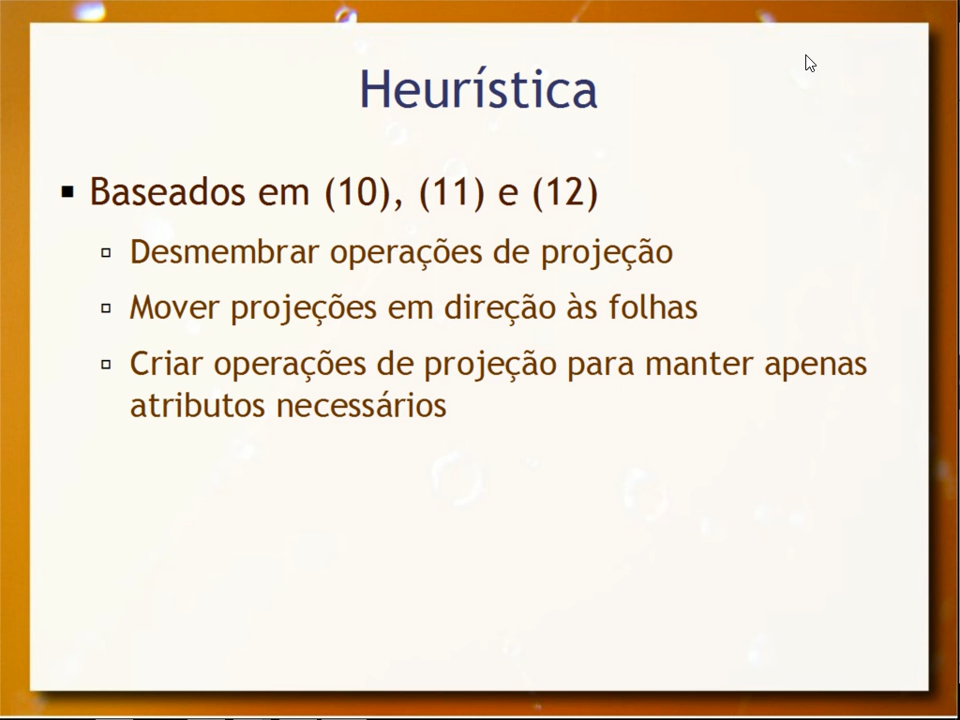 Heurística
Baseados em (10), (11) e (12)
Desmembrar operações de projeção
Mover projeções em direção às folhas
Criar operações de projeção para manter apenas
atributos necessários